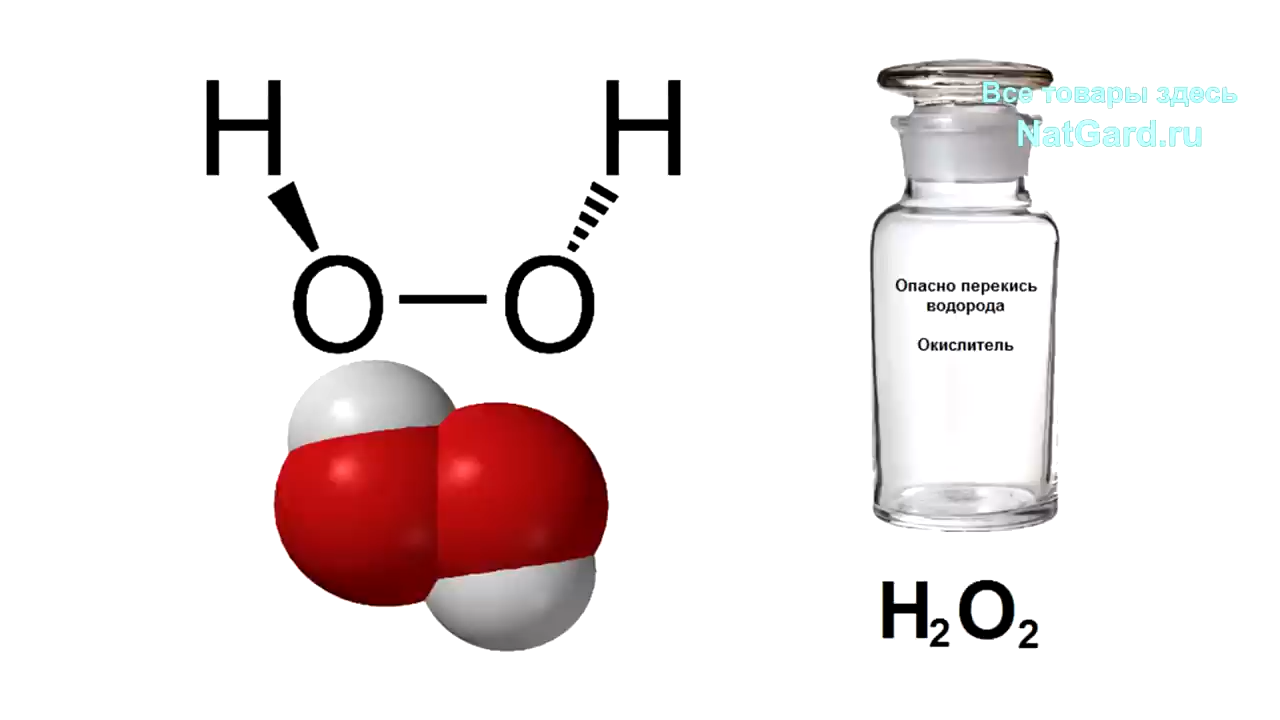 H H
O — O
Все товары здесь
NatGard.ru
Опасно перекись
водорода
Окислитель
H₂O₂